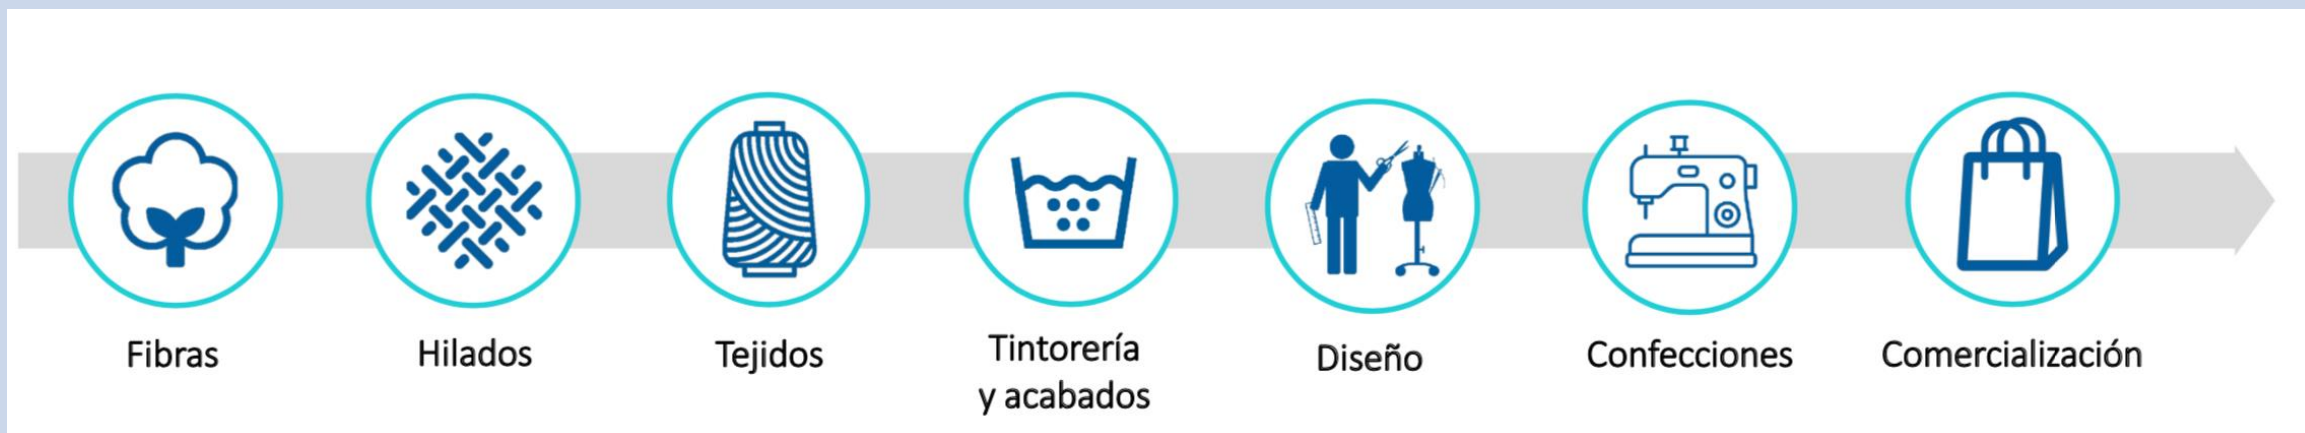 Fibras
Hilados
Tejidos
Tintorería
y acabados
Diseño
Confecciones
Comercialización